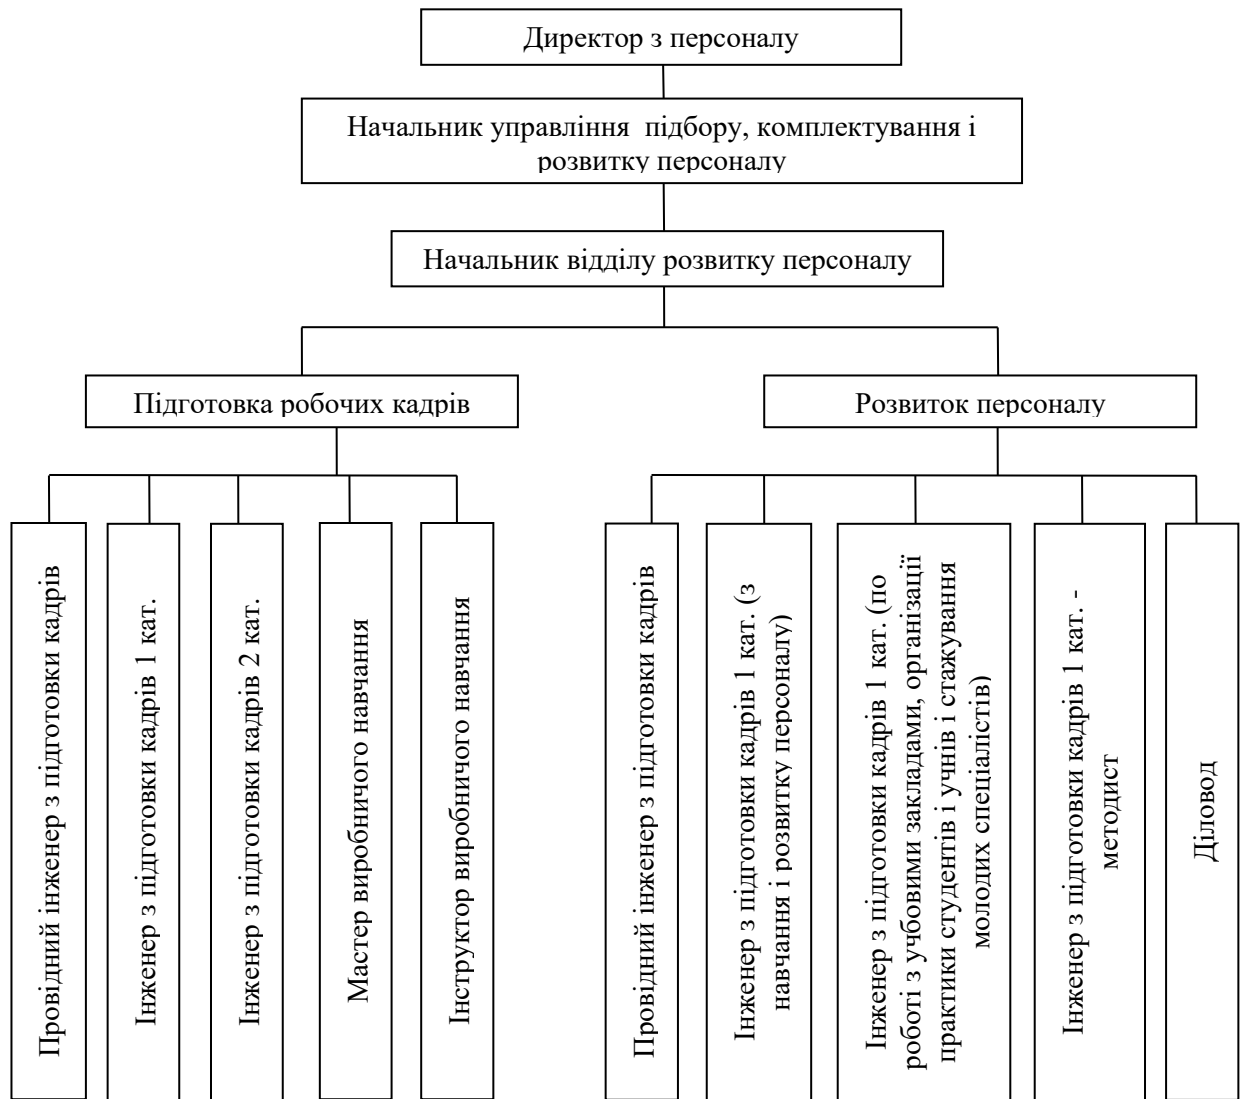 Директор з персоналу
Начальник управління підбору, комплектування і
розвитку персоналу
Начальник відділу розвитку персоналу
Підготовка робочих кадрів
Розвиток персоналу
Провідний інженер з підготовки кадрів
Інженер з підготовки кадрів 1 кат.
Інженер з підготовки кадрів 2 кат.
Мастер виробничого навчання
Інструктор виробничого навчання
Провідний інженер з підготовки кадрів
Інженер з підготовки кадрів 1 кат. (з
навчання і розвитку персоналу)
Інженер з підготовки кадрів 1 кат. (по
роботі з учбовими закладами, організації
практики студентів і учнів і стажування
молодих спеціалістів)
Інженер з підготовки кадрів 1 кат. -
методист
Діловод